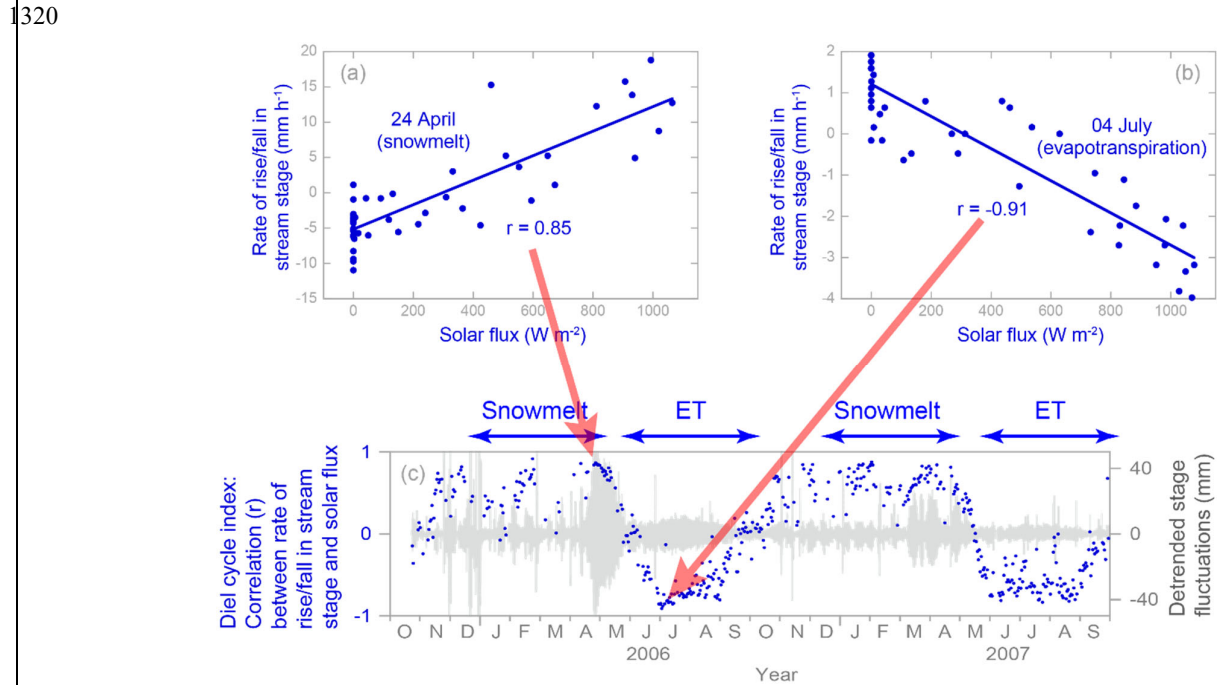 1320
20
15
10
5
0
-5
-10
-15
Rate of rise/fall in
stream stage (mm h⁻¹)
(a)
24 April
(snowmelt)
r = 0.85
0 200 400 600 800 1000
Solar flux (W m⁻²)
2
1
0
-1
-2
-3
-4
Rate of rise/fall in
stream stage (mm h⁻¹)
(b)
04 July
(evapotranspiration)
r = -0.91
0 200 400 600 800 1000
Solar flux (W m⁻²)
Snowmelt ET Snowmelt ET
Diel cycle index:
Correlation (r)
between rate of
rise/fall in stream
stage and solar flux
1
0
-1
(c)
40
0
-40
Detrended stage
fluctuations (mm)
O N D J F M A M J J A S O N D J F M A M J J A S
2006 2007
Year